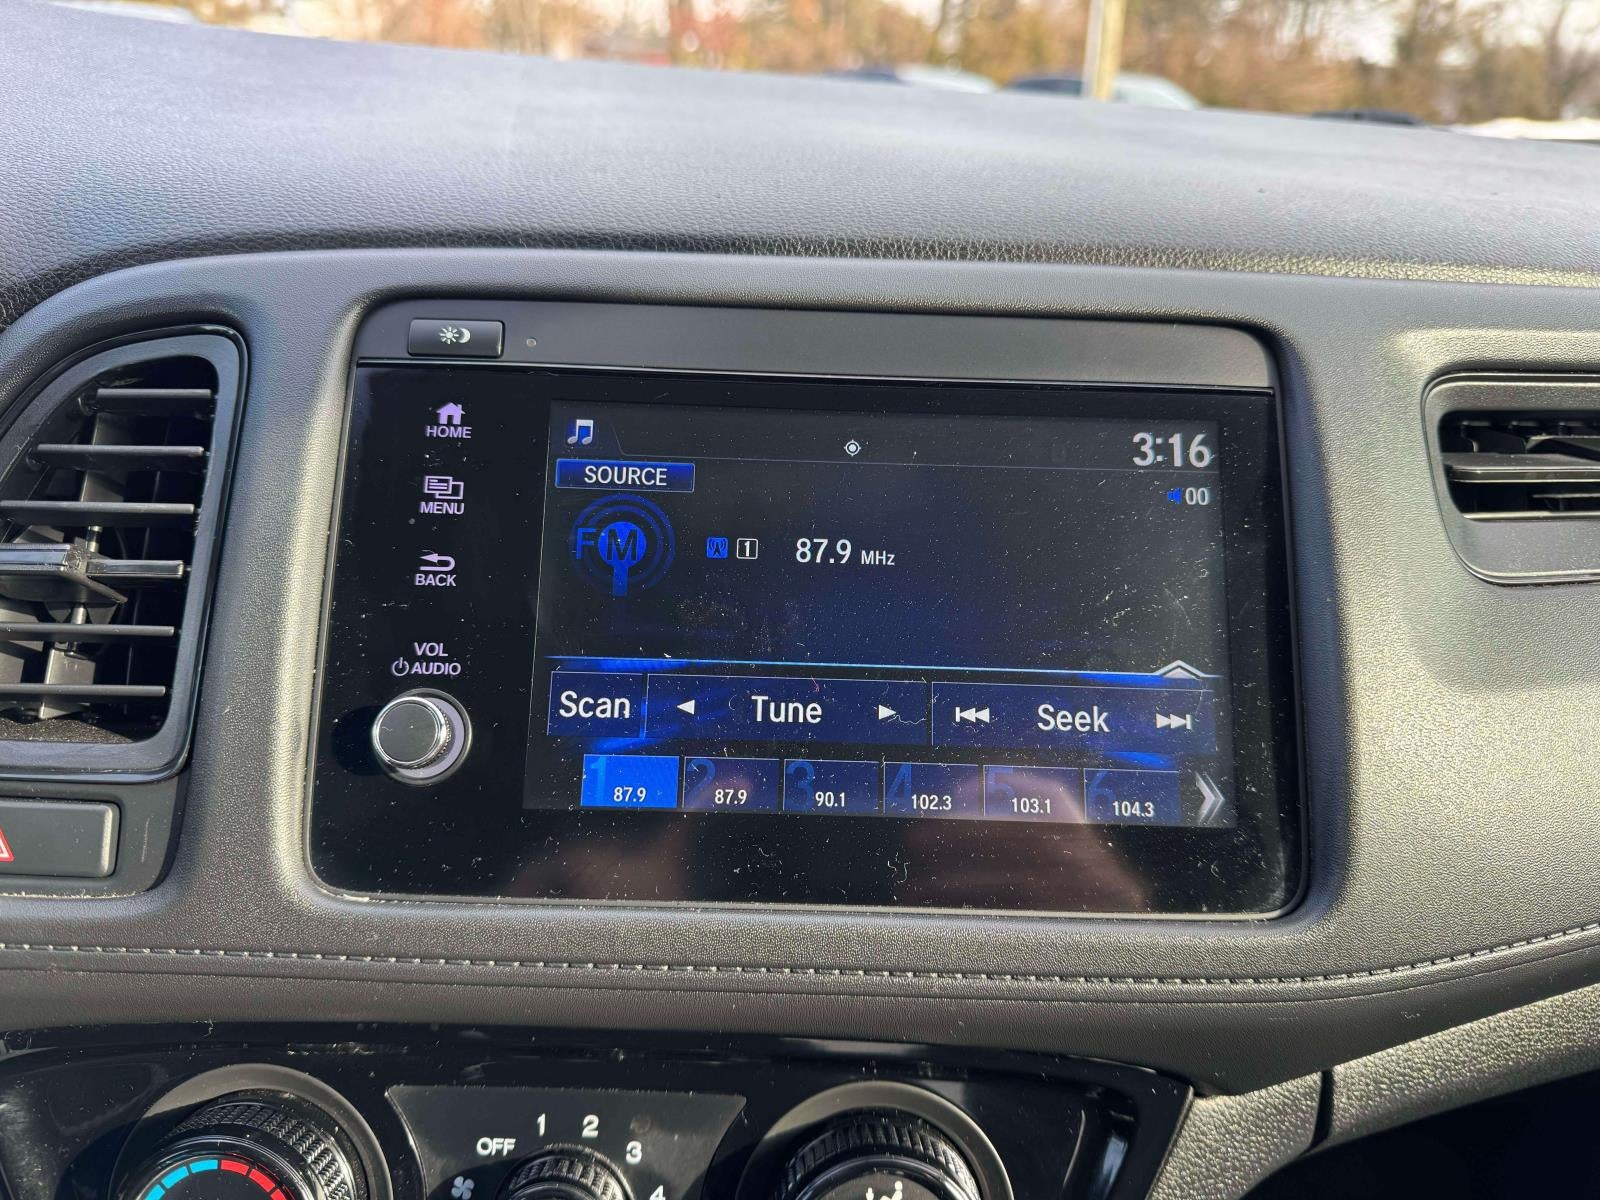 HOME
MENU
BACK
VOL
AUDIO
3:16
SOURCE
00
FM
1 87.9 MHz
Scan Tune Seek
1 2 3 4 5 6
87.9 87.9 90.1 102.3 103.1 104.3
OFF 1 2 3 4